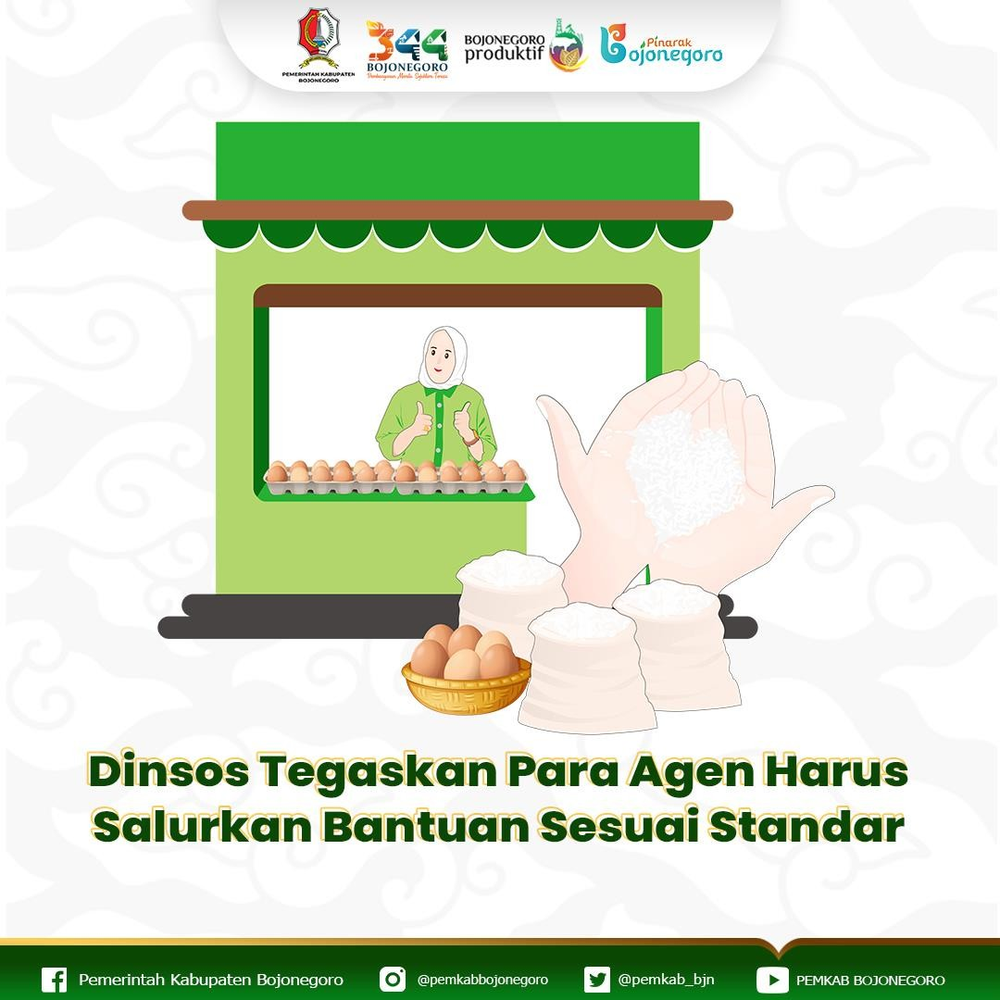 PEMERINTAH KABUPATEN
BOJONEGORO
344
BOJONEGORO
BOJONEGORO
produktif
Pinarak
Bojonegoro
Dinsos Tegaskan Para Agen Harus
Salurkan Bantuan Sesuai Standar
Pemerintah Kabupaten Bojonegoro
@pemkabbojonegoro
@pemkab_bjn
PEMKAB BOJONEGORO